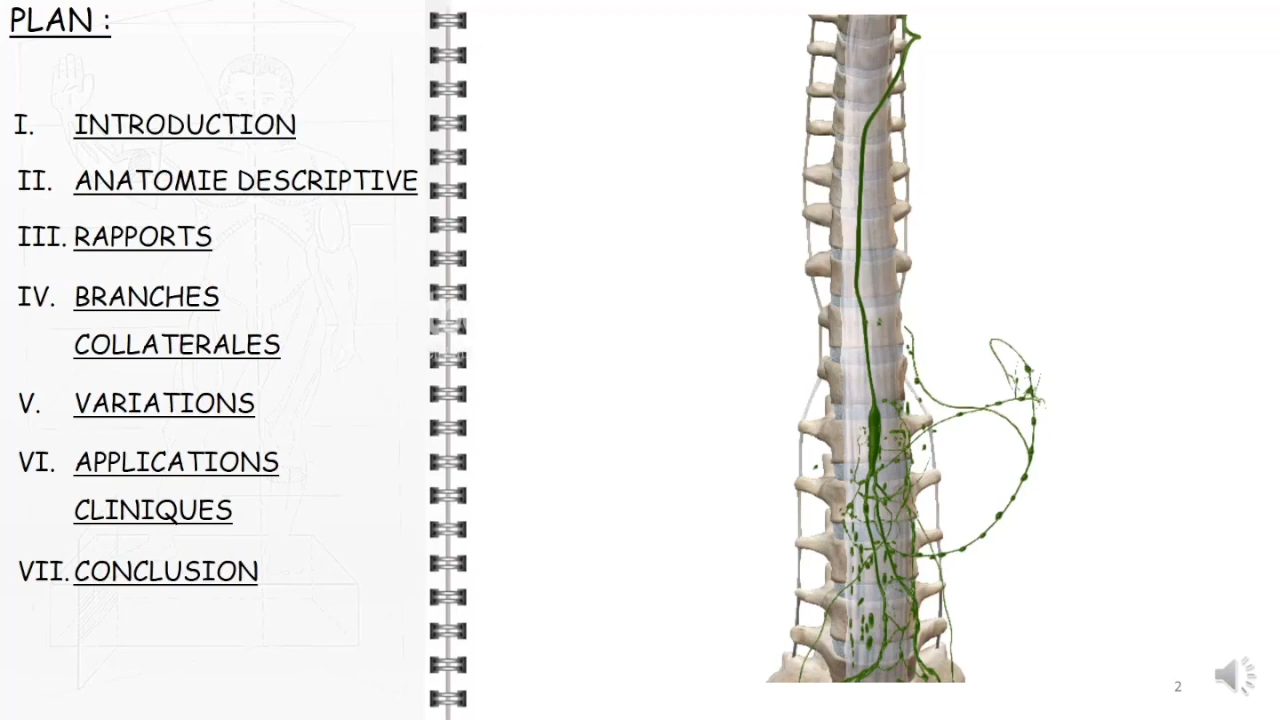 PLAN :
I. INTRODUCTION
II. ANATOMIE DESCRIPTIVE
III. RAPPORTS
IV. BRANCHES
COLLATERALES
V. VARIATIONS
VI. APPLICATIONS
CLINIQUES
VII. CONCLUSION
2